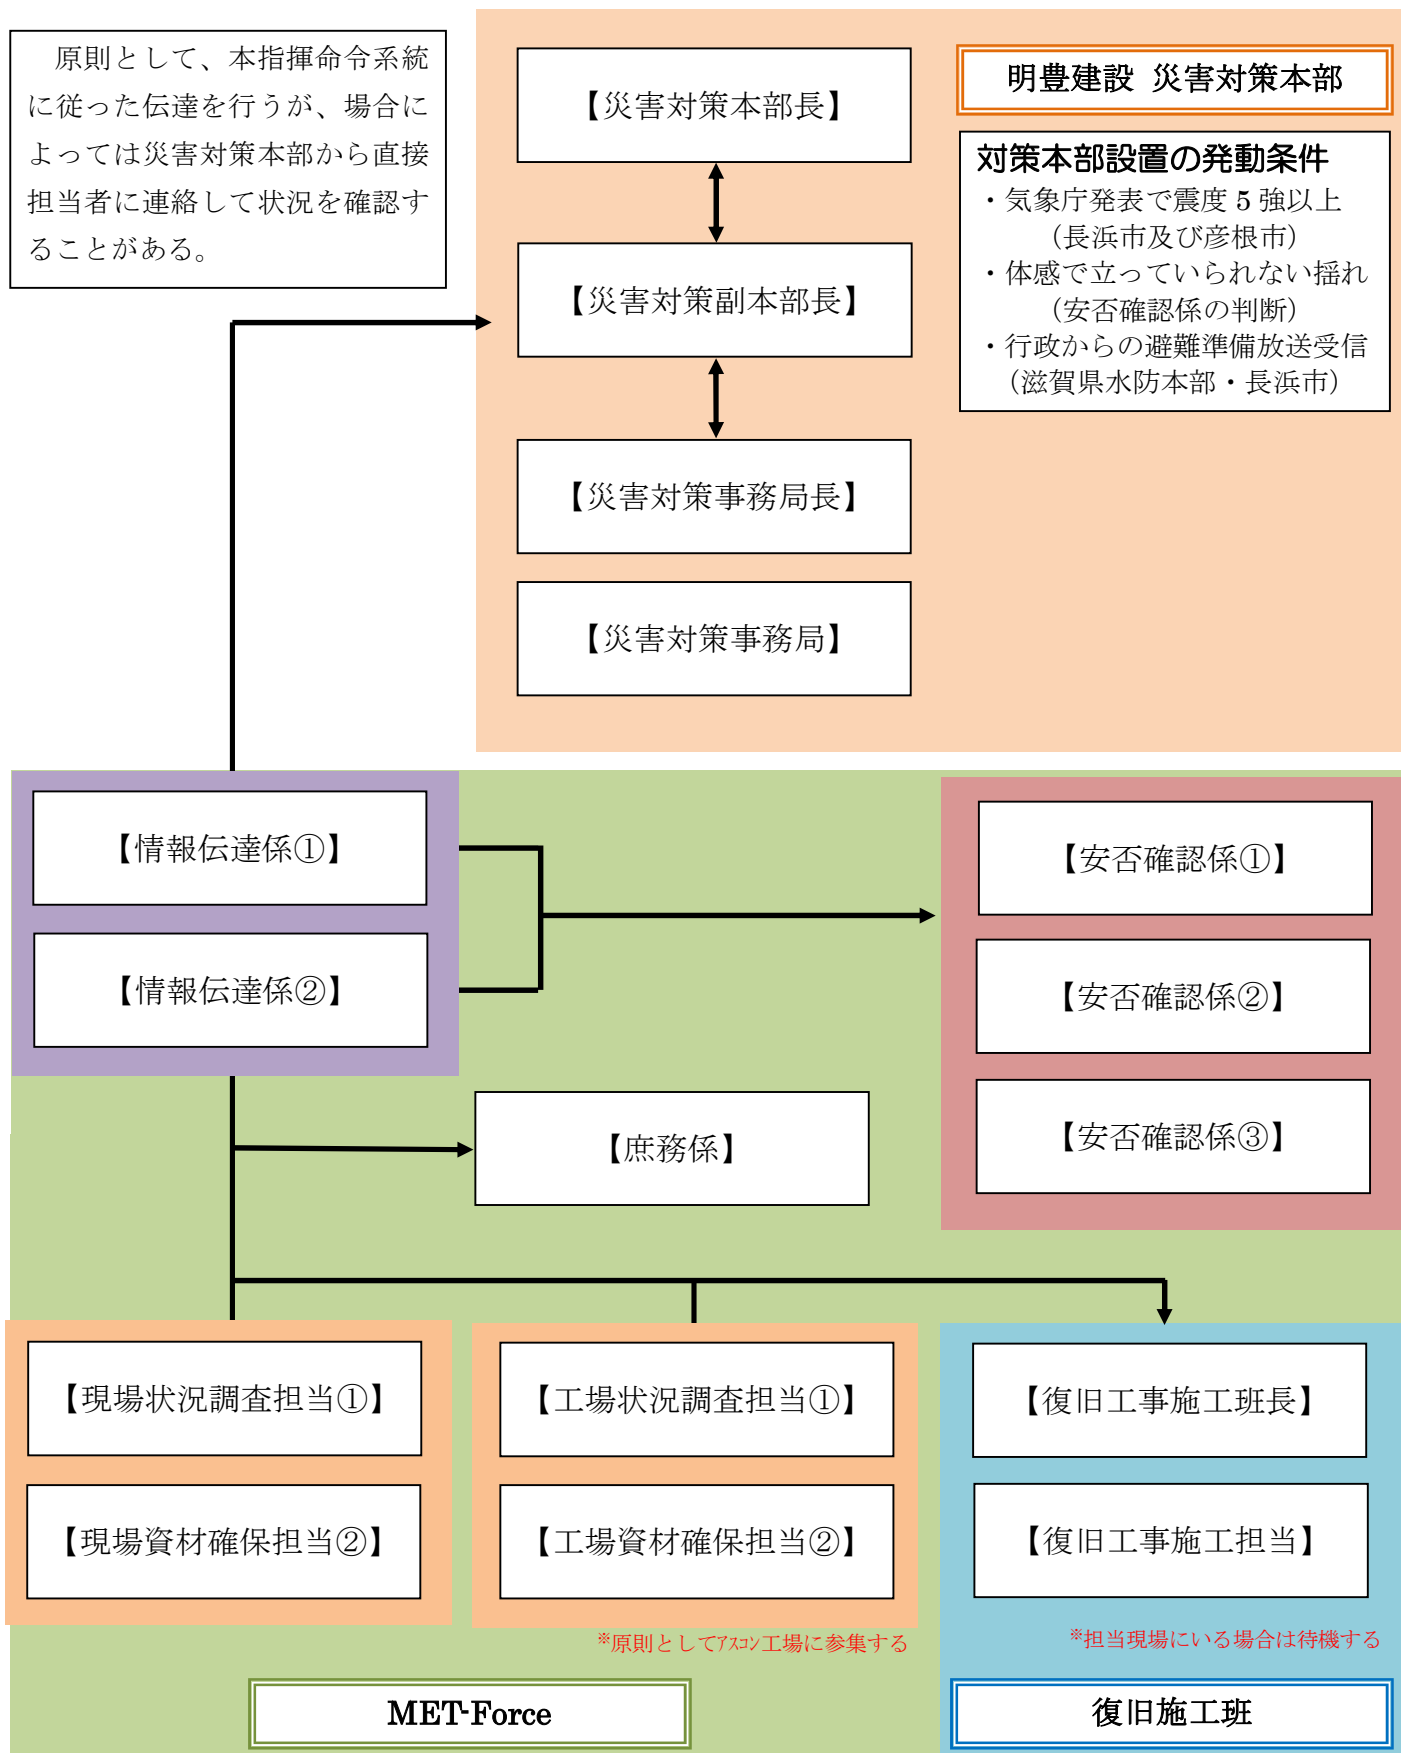 原則として、本指揮命令系統
に従った伝達を行うが、場合に
よっては災害対策本部から直接
担当者に連絡して状況を確認す
ることがある。
【災害対策本部長】
【災害対策副本部長】
【災害対策事務局長】
【災害対策事務局】
明豊建設 災害対策本部
対策本部設置の発動条件
・気象庁発表で震度5強以上
（長浜市及び彦根市）
・体感で立っていられない揺れ
（安否確認係の判断）
・行政からの避難準備放送受信
（滋賀県水防本部・長浜市）
【情報伝達係①】
【情報伝達係②】
【安否確認係①】
【安否確認係②】
【安否確認係③】
【庶務係】
【現場状況調査担当①】
【現場資材確保担当②】
【工場状況調査担当①】
【工場資材確保担当②】
※原則としてｱｽｺﾝ工場に参集する
【復旧工事施工班長】
【復旧工事施工担当】
※担当現場にいる場合は待機する
MET-Force
復旧施工班